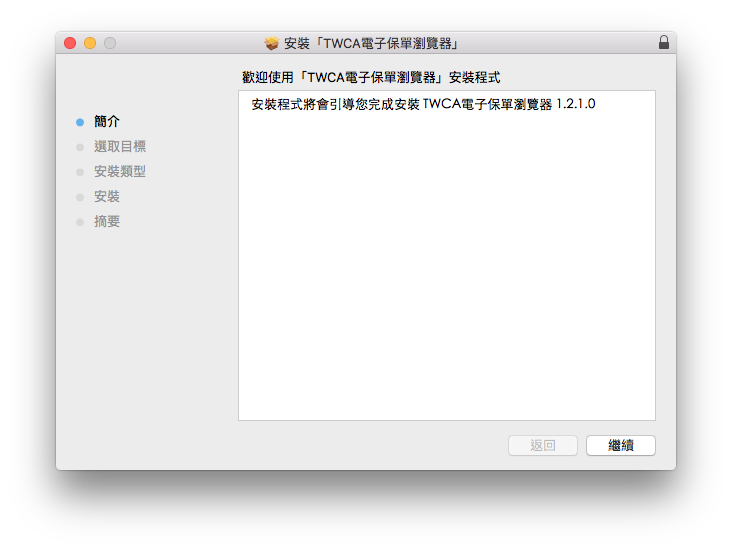 安裝「TWCA電子保單瀏覽器」
歡迎使用「TWCA電子保單瀏覽器」安裝程式
安裝程式將會引導您完成安裝 TWCA電子保單瀏覽器 1.2.1.0
簡介
選取目標
安裝類型
安裝
摘要
返回
繼續